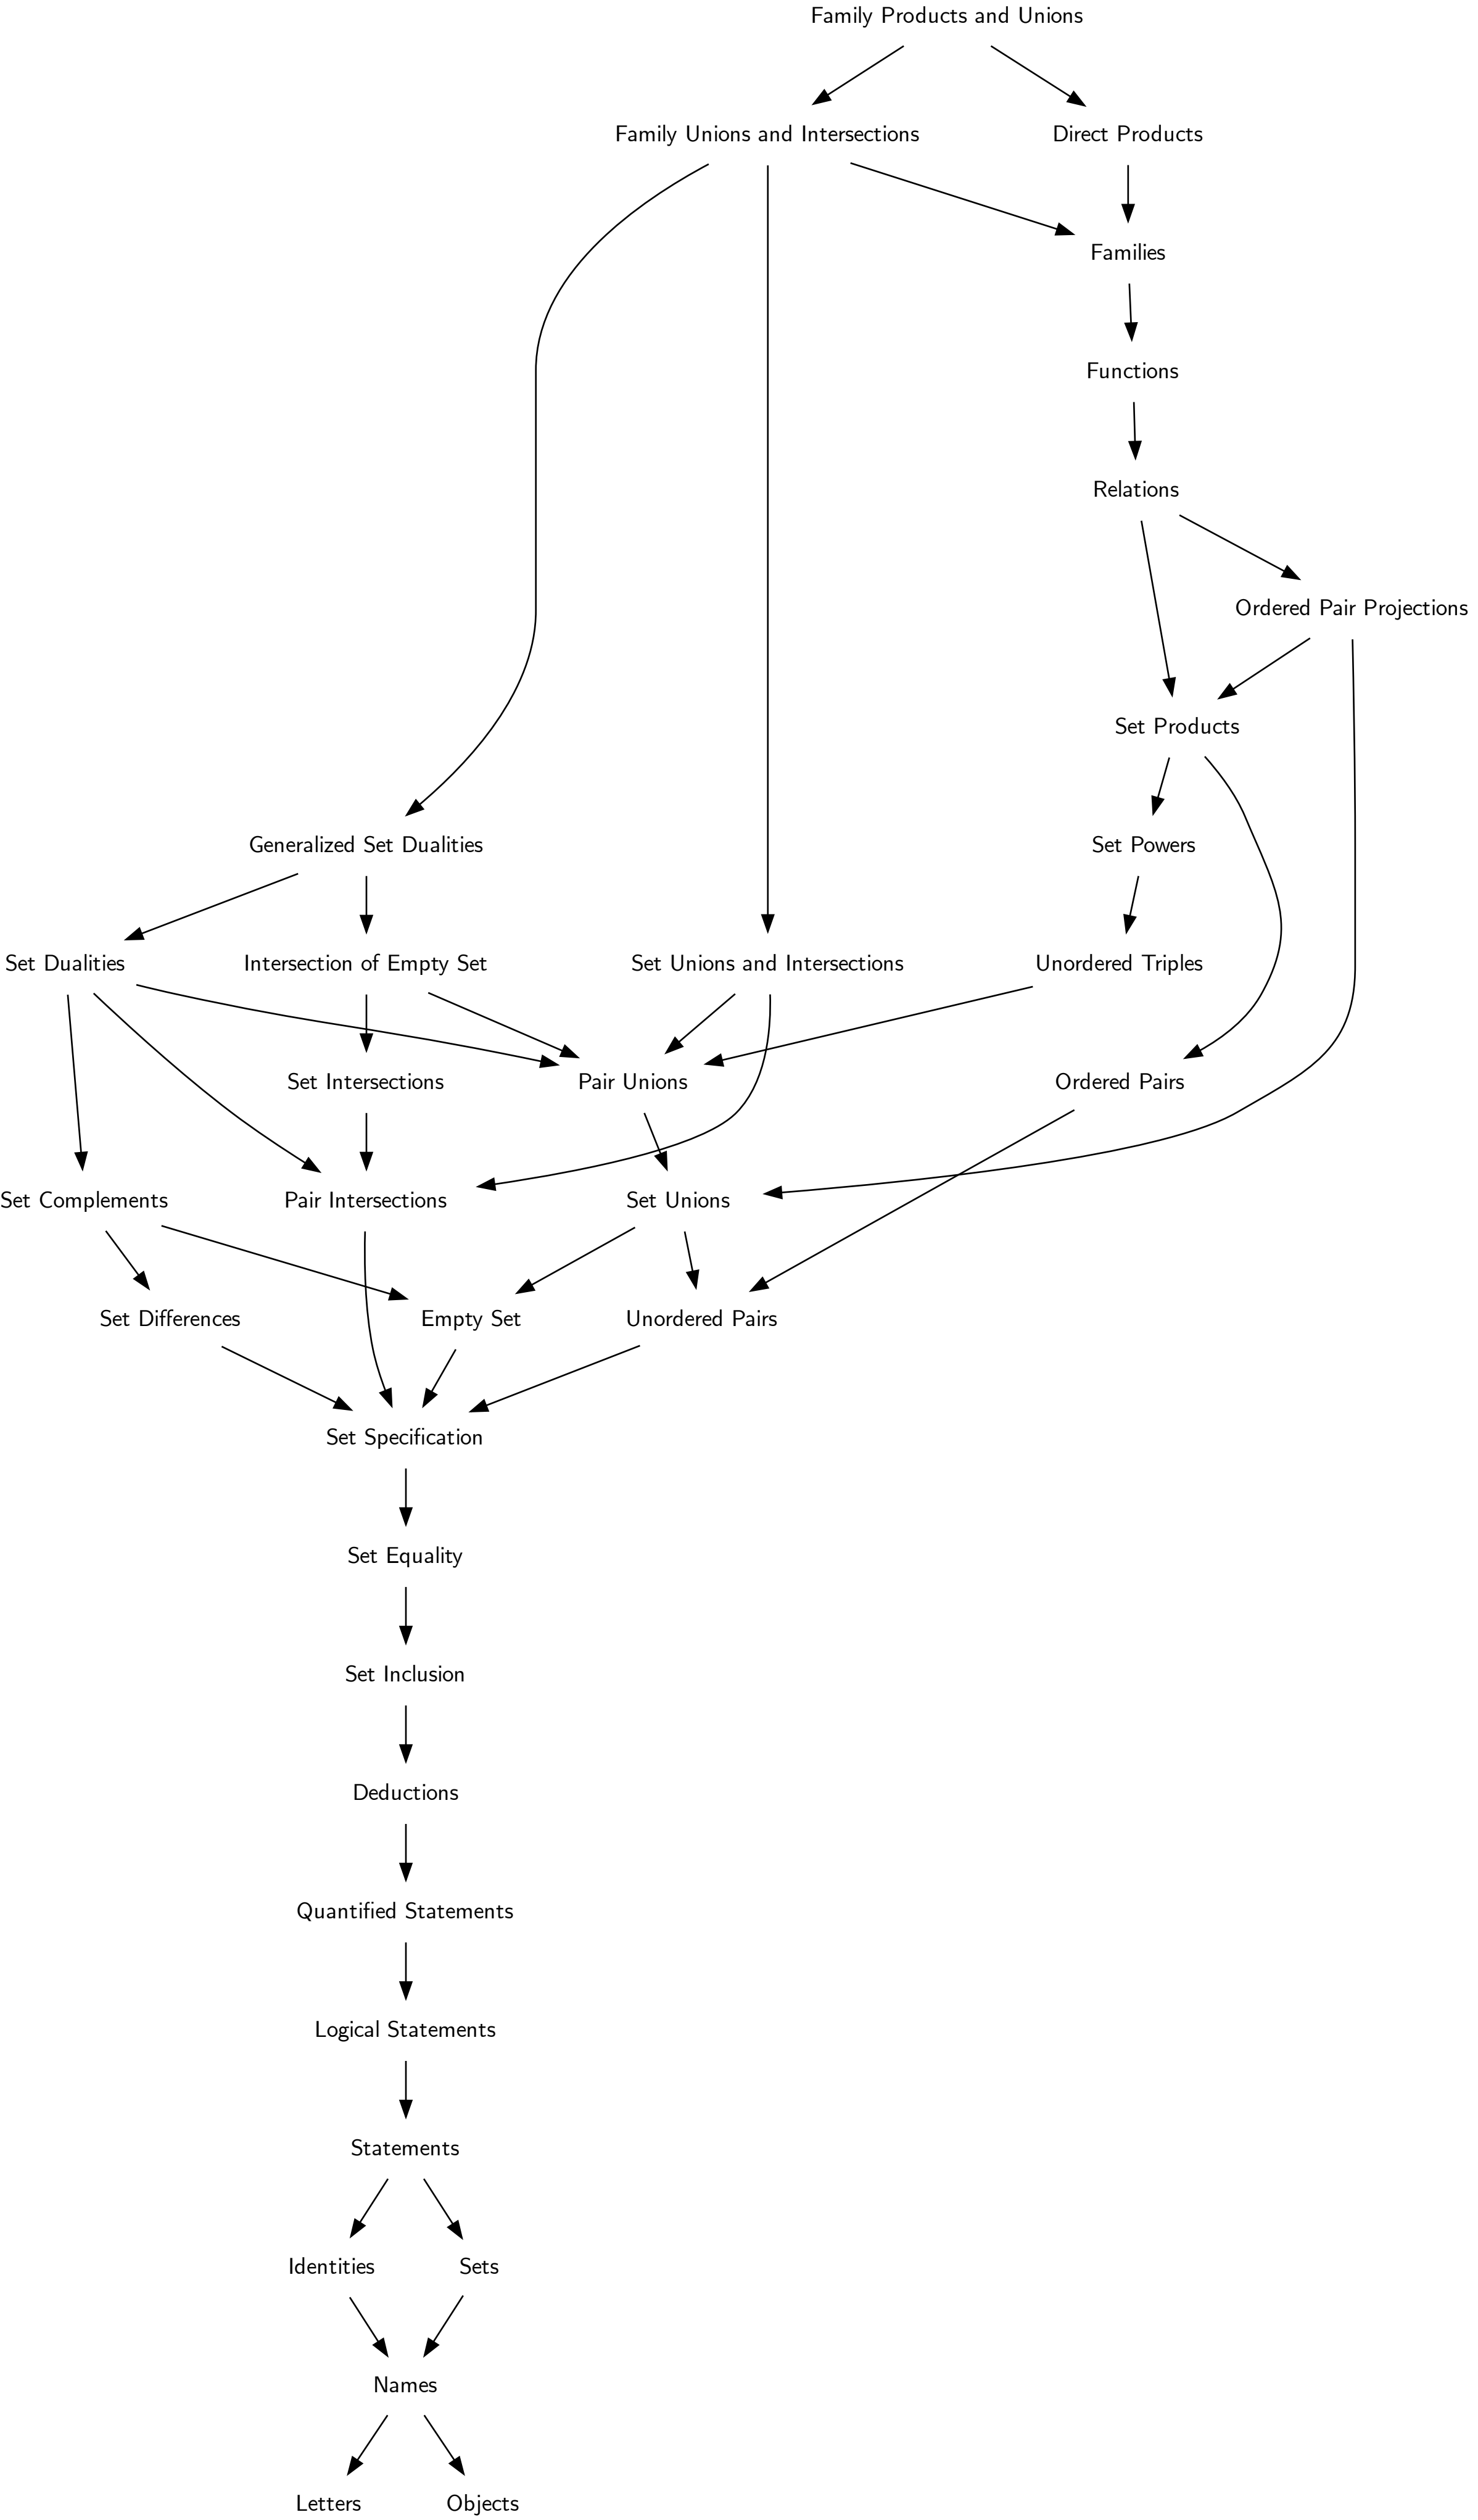 Family Products and Unions
Family Unions and Intersections
Direct Products
Families
Functions
Relations
Ordered Pair Projections
Set Products
Generalized Set Dualities
Set Powers
Set Dualities
Intersection of Empty Set
Set Unions and Intersections
Unordered Triples
Set Intersections
Pair Unions
Ordered Pairs
Set Complements
Pair Intersections
Set Unions
Set Differences
Empty Set
Unordered Pairs
Set Specification
Set Equality
Set Inclusion
Deductions
Quantified Statements
Logical Statements
Statements
Identities
Sets
Names
Letters
Objects